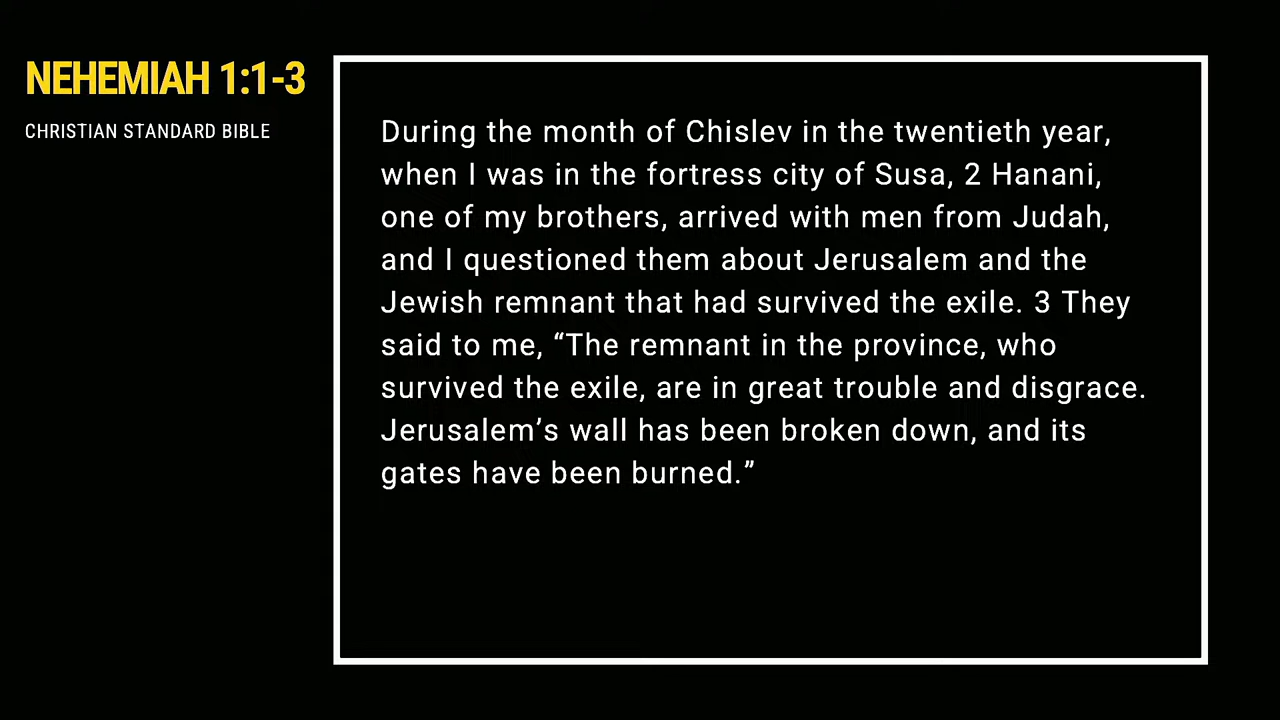 NEHEMIAH 1:1-3
CHRISTIAN STANDARD BIBLE
During the month of Chislev in the twentieth year,
when I was in the fortress city of Susa, 2 Hanani,
one of my brothers, arrived with men from Judah,
and I questioned them about Jerusalem and the
Jewish remnant that had survived the exile. 3 They
said to me, “The remnant in the province, who
survived the exile, are in great trouble and disgrace.
Jerusalem’s wall has been broken down, and its
gates have been burned.”